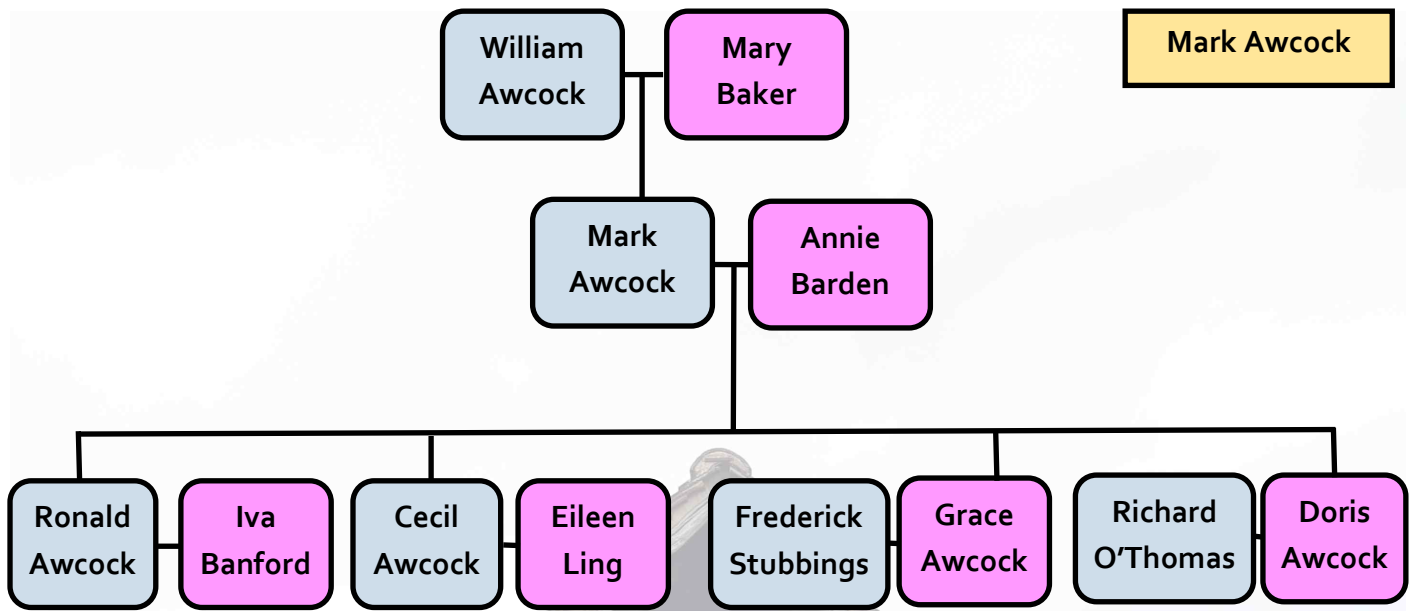 William
Awcock
Mary
Baker
Mark Awcock
Mark
Awcock
Annie
Barden
Ronald
Awcock
Iva
Banford
Cecil
Awcock
Eileen
Ling
Frederick
Stubbings
Grace
Awcock
Richard
O’Thomas
Doris
Awcock